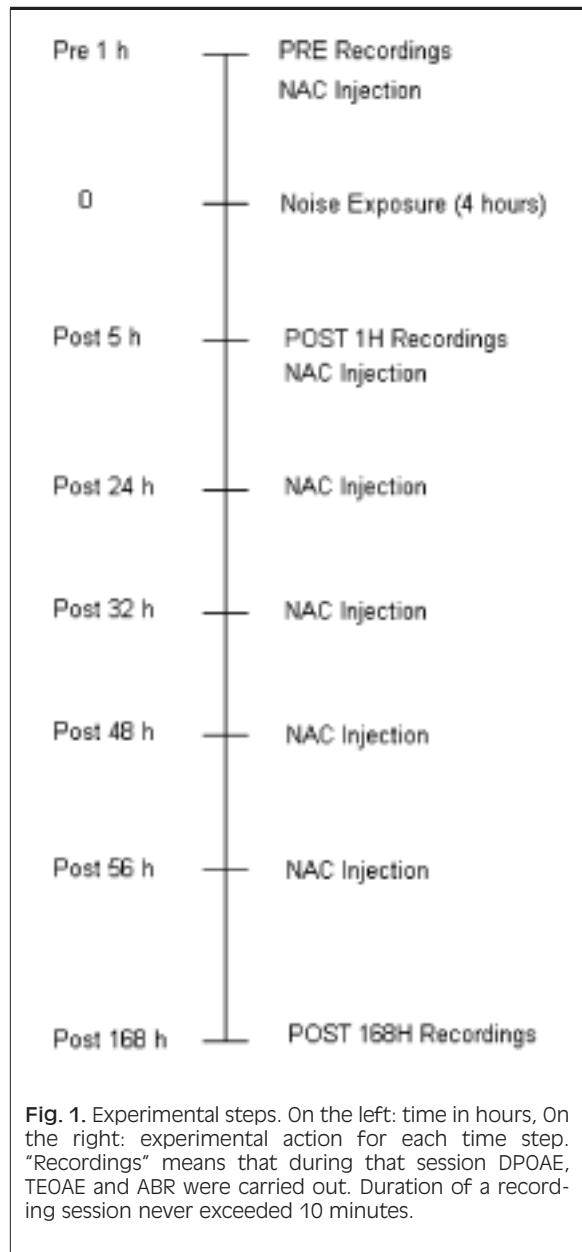 Pre 1 h PRE Recordings
NAC Injection
0 Noise Exposure (4 hours)
Post 5 h POST 1H Recordings
NAC Injection
Post 24 h NAC Injection
Post 32 h NAC Injection
Post 48 h NAC Injection
Post 56 h NAC Injection
Post 168 h POST 168H Recordings
Fig. 1. Experimental steps. On the left: time in hours, On
the right: experimental action for each time step.
"Recordings" means that during that session DPOAE,
TEOAE and ABR were carried out. Duration of a record-
ing session never exceeded 10 minutes.